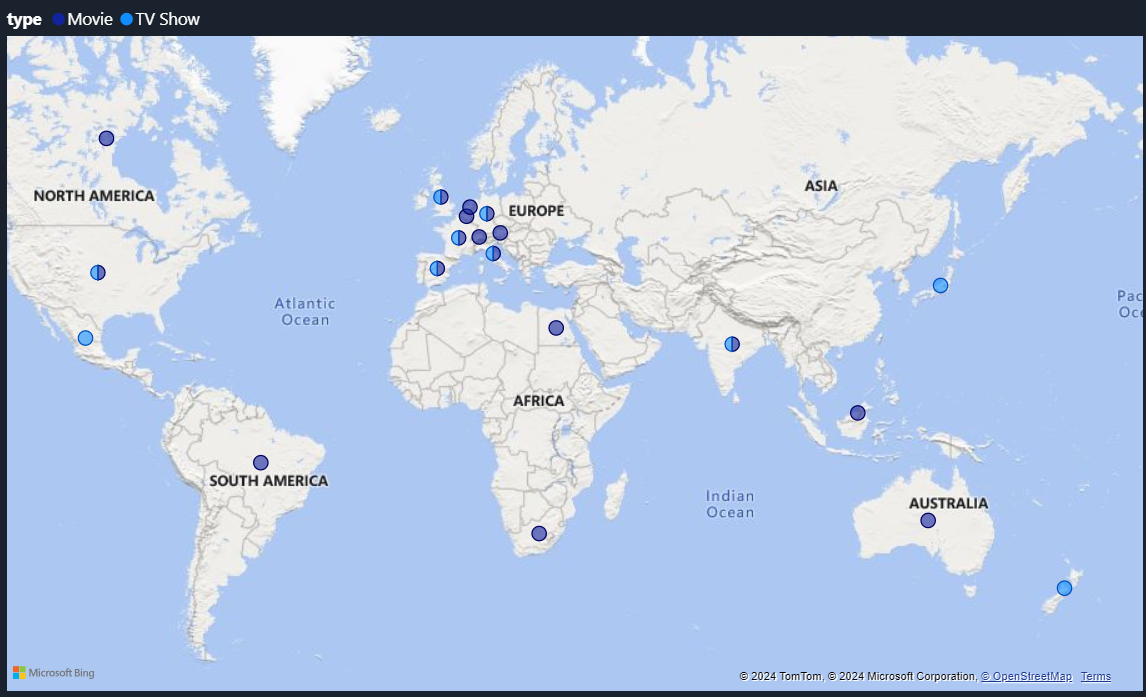 type Movie TV Show
NORTH AMERICA
ASIA
EUROPE
Atlantic
Ocean
Pac
Oce
AFRICA
SOUTH AMERICA
Indian
Ocean
AUSTRALIA
Microsoft Bing
© 2024 TomTom, © 2024 Microsoft Corporation, © OpenStreetMap Terms